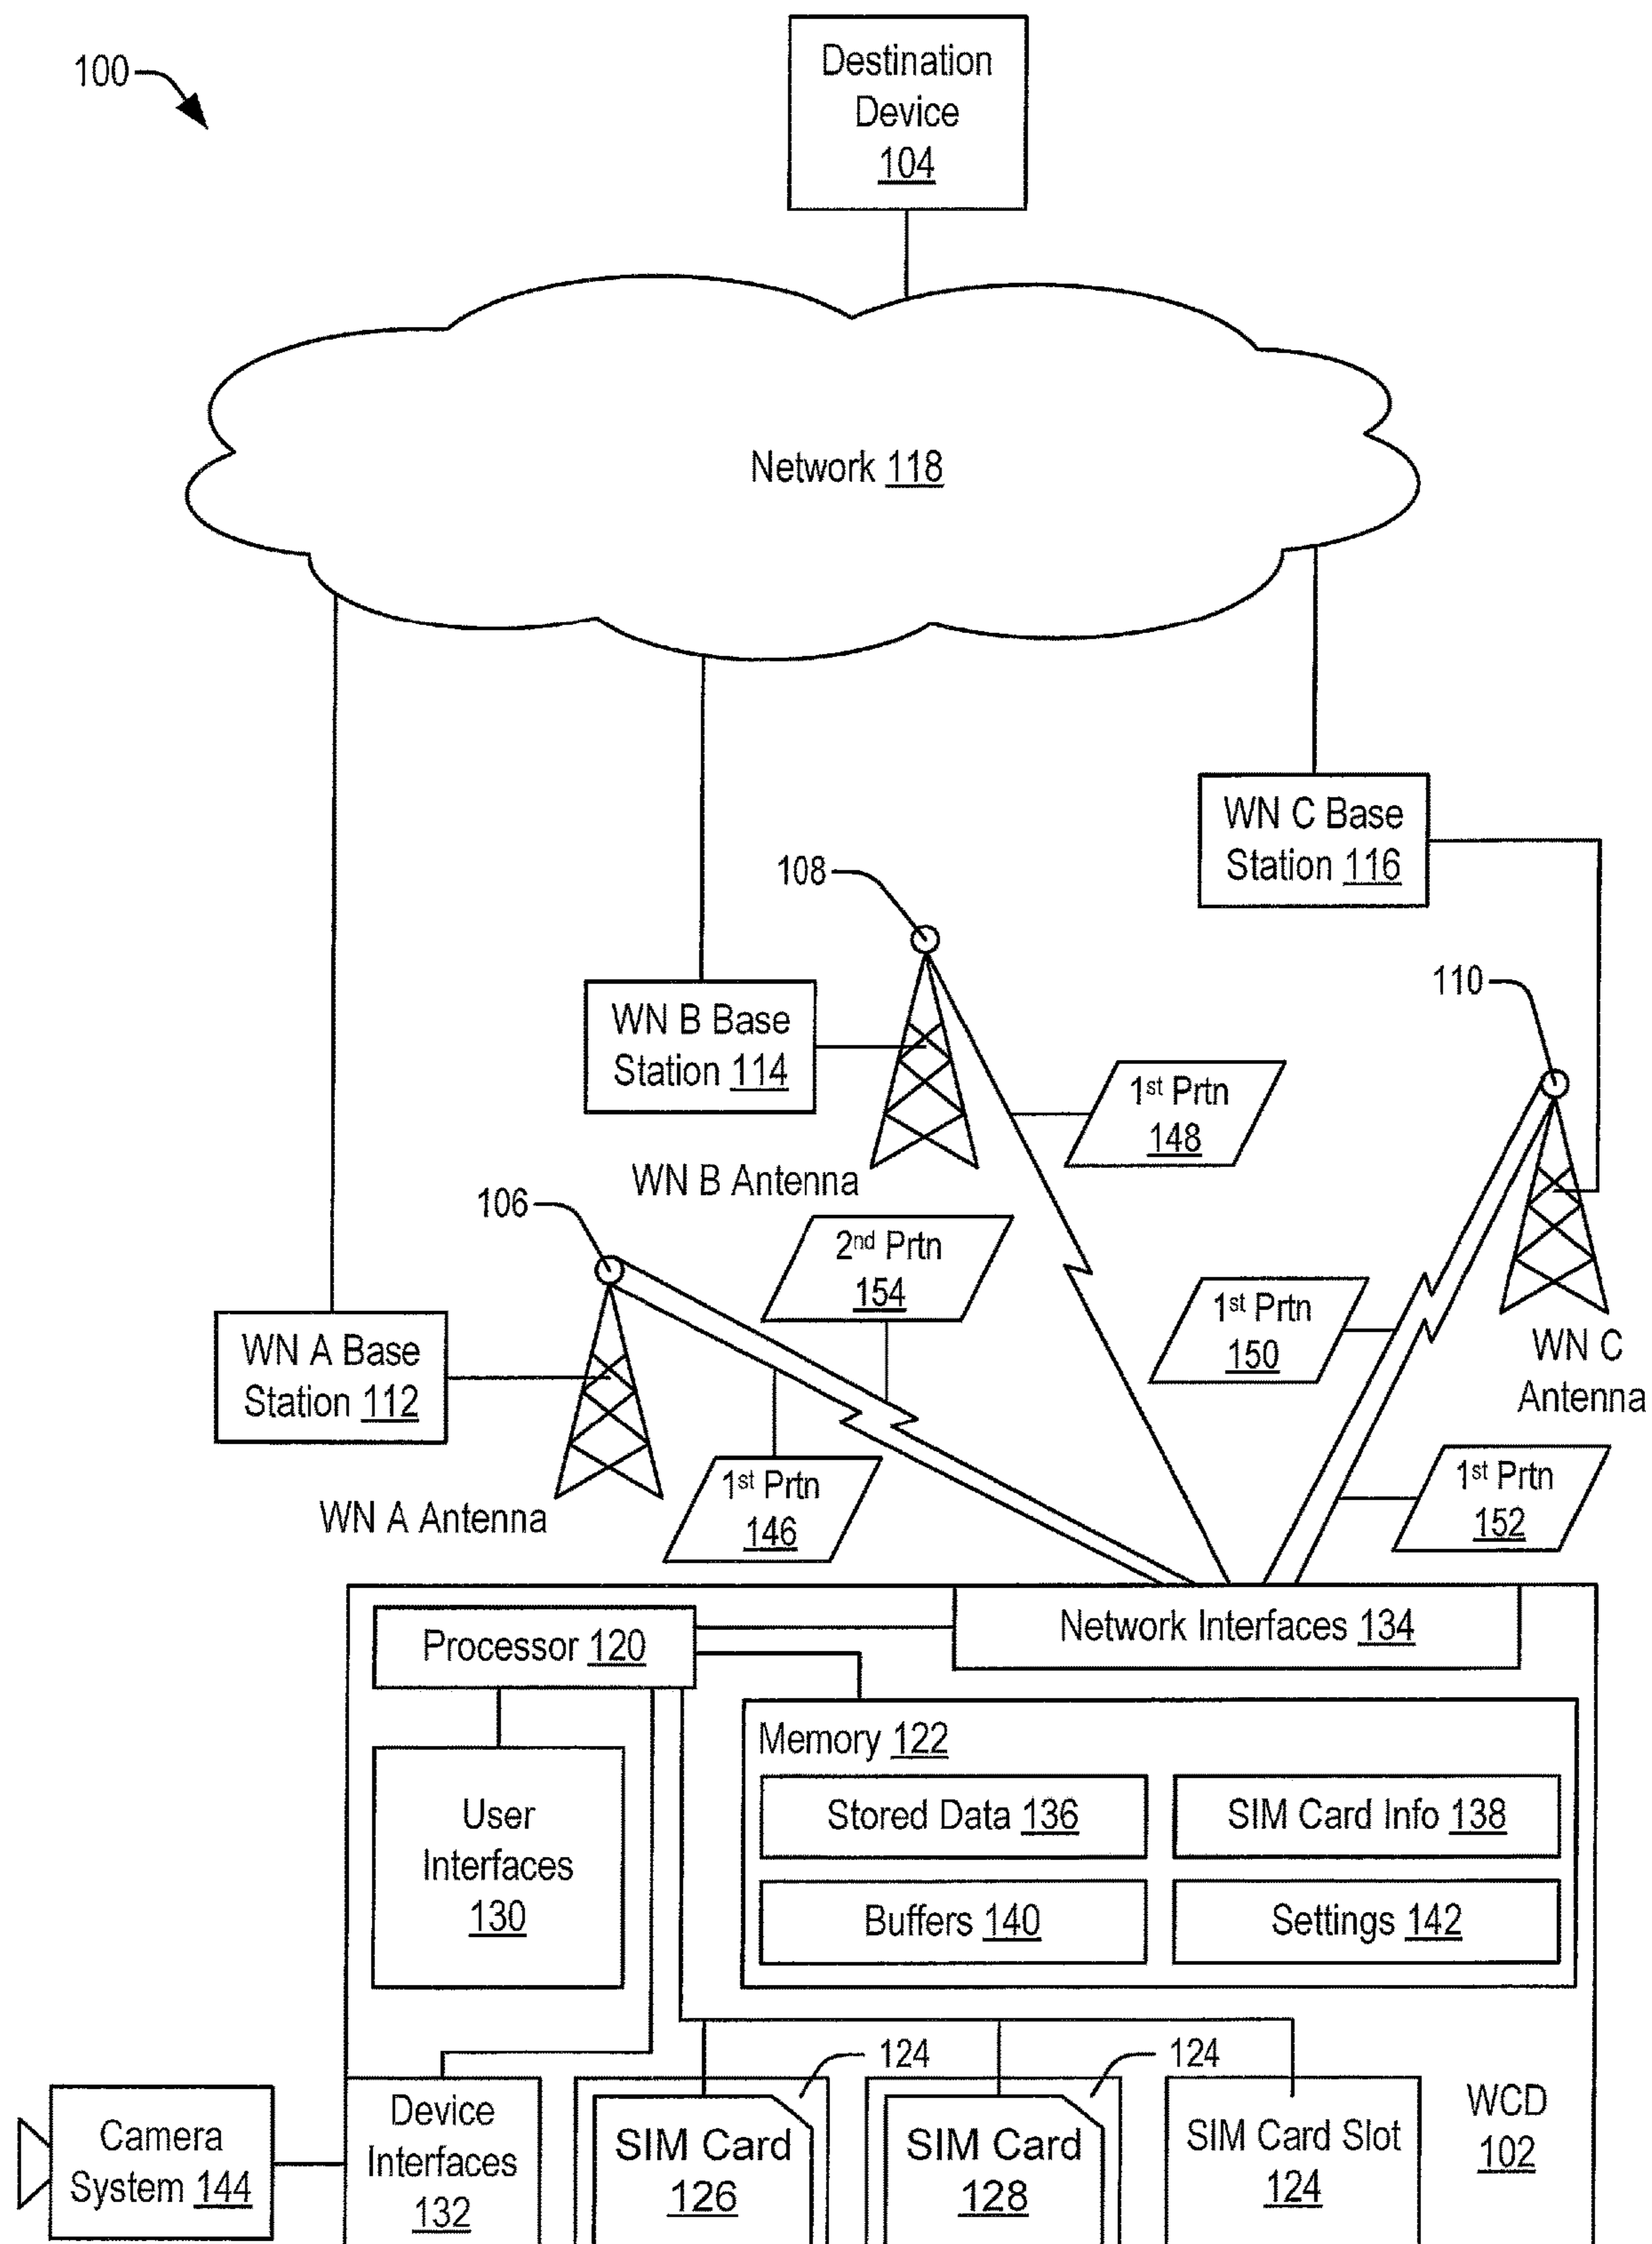 100
Destination
Device
104
Network 118
WN C Base
Station 116
108
WN B Base
Station 114
110
1st Prtn
148
WN B Antenna
106
2nd Prtn
154
1st Prtn
150
WN A Base
Station 112
WN C
Antenna
WN A Antenna
1st Prtn
146
1st Prtn
152
Processor 120
Network Interfaces 134
Memory 122
Stored Data 136
SIM Card Info 138
User
Interfaces
130
Buffers 140
Settings 142
124
124
Camera
System 144
Device
Interfaces
132
SIM Card
126
SIM Card
128
SIM Card Slot
124
WCD
102